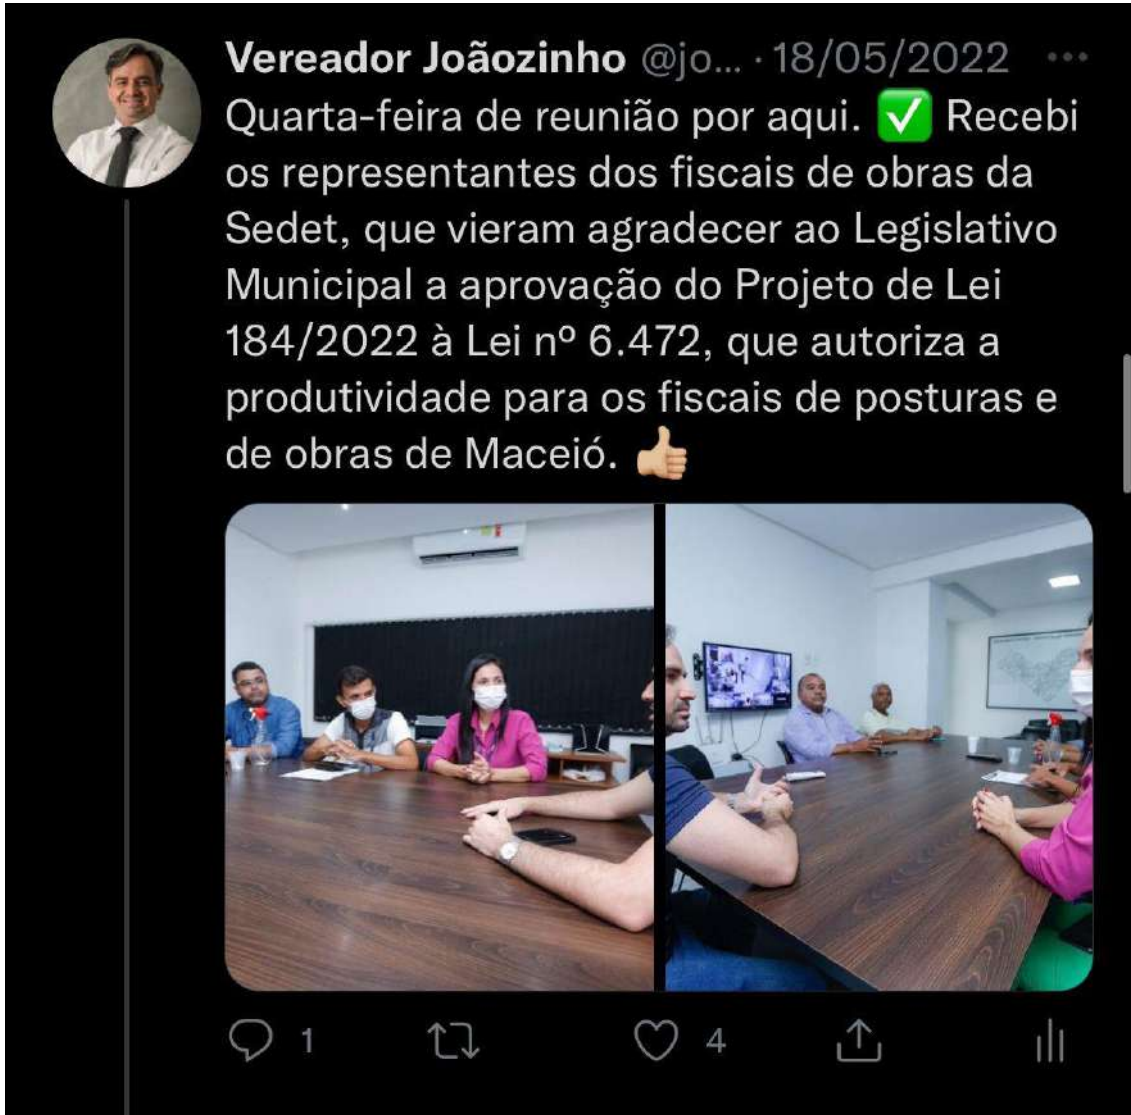 Vereador Joãozinho @jo... · 18/05/2022
Quarta-feira de reunião por aqui. ✅ Recebi
os representantes dos fiscais de obras da
Sedet, que vieram agradecer ao Legislativo
Municipal a aprovação do Projeto de Lei
184/2022 à Lei nº 6.472, que autoriza a
produtividade para os fiscais de posturas e
de obras de Maceió. 👍🏼
1
4